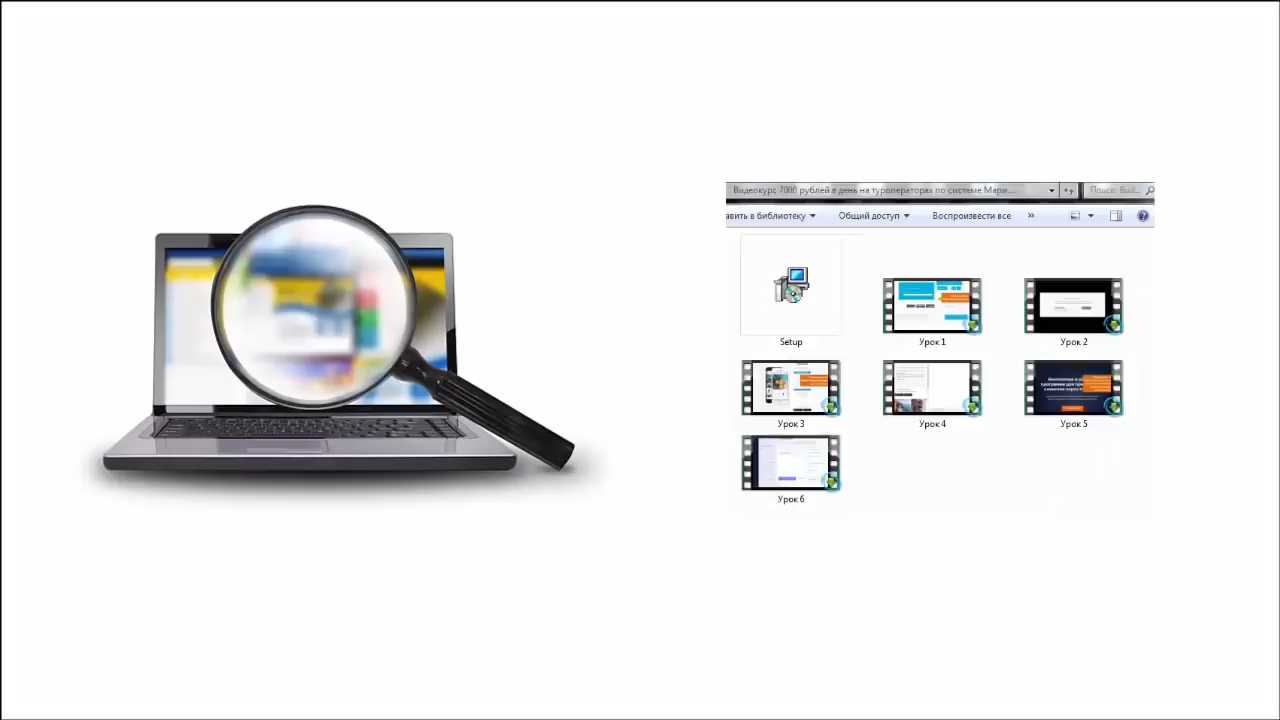 Видеокурс 7000 рублей в день на туроператорах по системе Мари....
Поиск: Вид...
авить в библиотеку
Общий доступ
Воспроизвести все
»
Setup
Урок 1
Урок 2
Урок 3
Урок 4
Урок 5
Урок 6